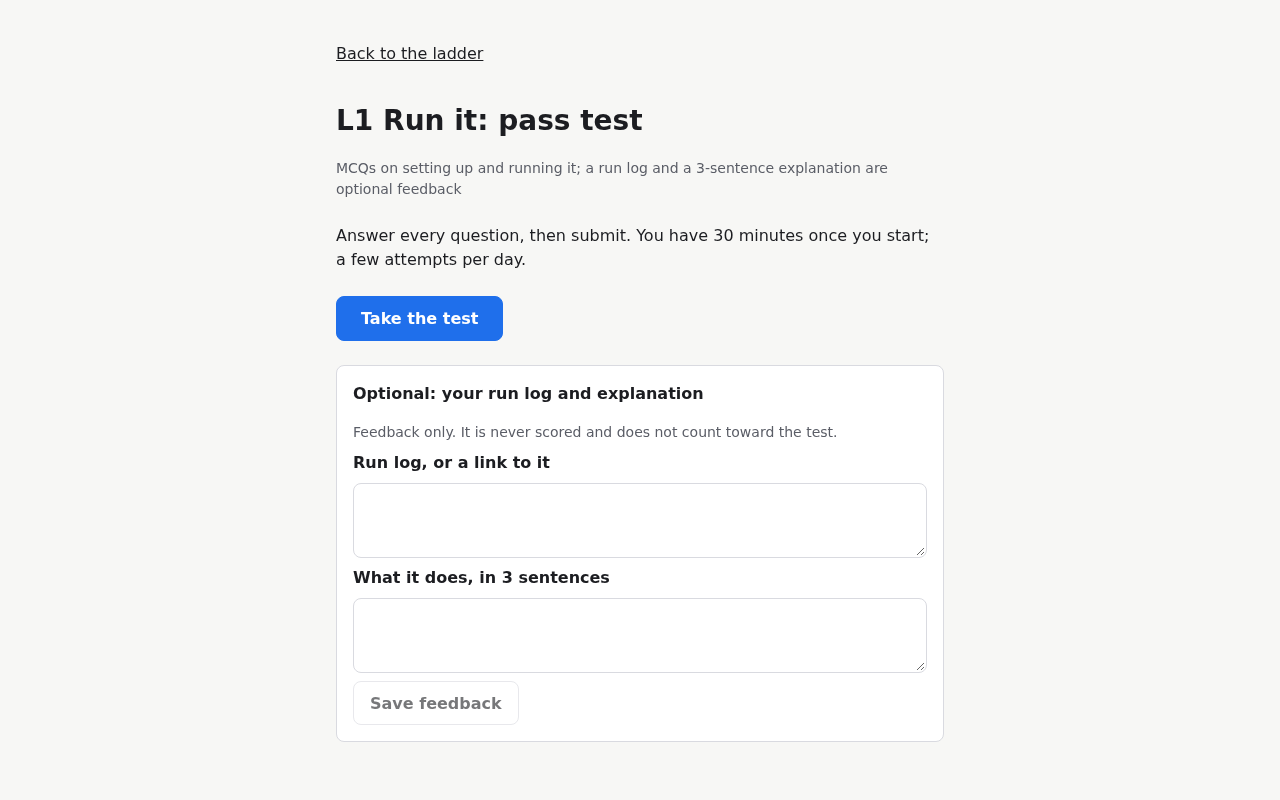 Back to the ladder
L1 Run it: pass test
MCQs on setting up and running it; a run log and a 3-sentence explanation are
optional feedback
Answer every question, then submit. You have 30 minutes once you start;
a few attempts per day.
Take the test
Optional: your run log and explanation
Feedback only. It is never scored and does not count toward the test.
Run log, or a link to it
What it does, in 3 sentences
Save feedback